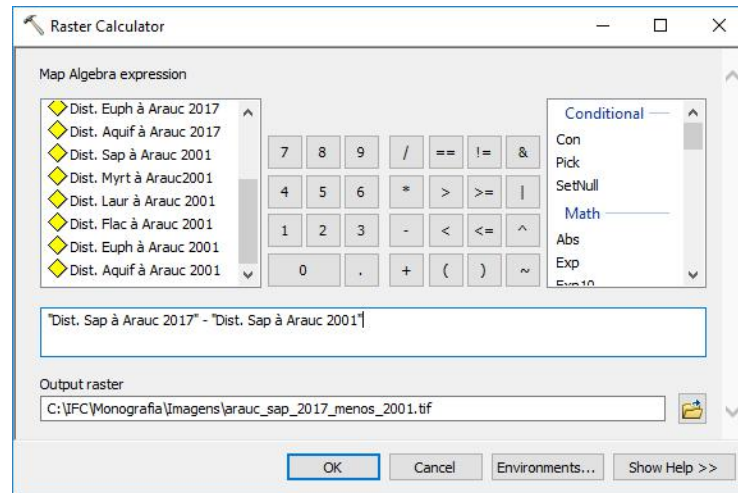 Raster Calculator
Map Algebra expression
Dist. Euph à Arauc 2017
Dist. Aquif à Arauc 2017
Dist. Sap à Arauc 2001
Dist. Myrt à Arauc2001
Dist. Laur à Arauc 2001
Dist. Flac à Arauc 2001
Dist. Euph à Arauc 2001
Dist. Aquif à Arauc 2001
7 8 9 / == != &
4 5 6 * > >= |
1 2 3 - < <= ^
0 . + ( ) ~
Conditional
Con
Pick
SetNull
Math
Abs
Exp
Exp10
"Dist. Sap à Arauc 2017" - "Dist. Sap à Arauc 2001"
Output raster
C:\IFC\Monografia\Imagens\arauc_sap_2017_menos_2001.tif
OK Cancel Environments... Show Help >>